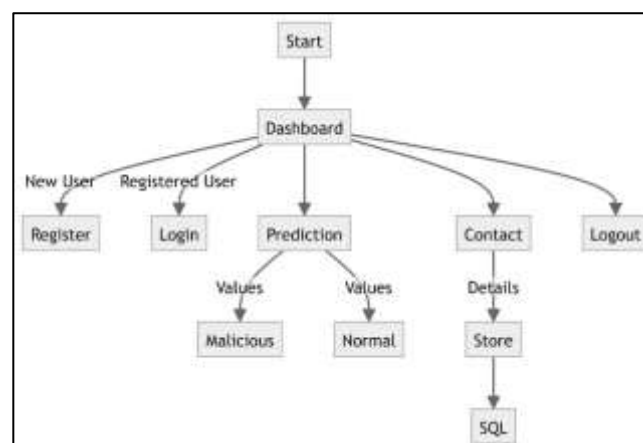 Start
Dashboard
New User
Registered User
Register
Login
Prediction
Contact
Logout
Values
Values
Details
Malicious
Normal
Store
SQL